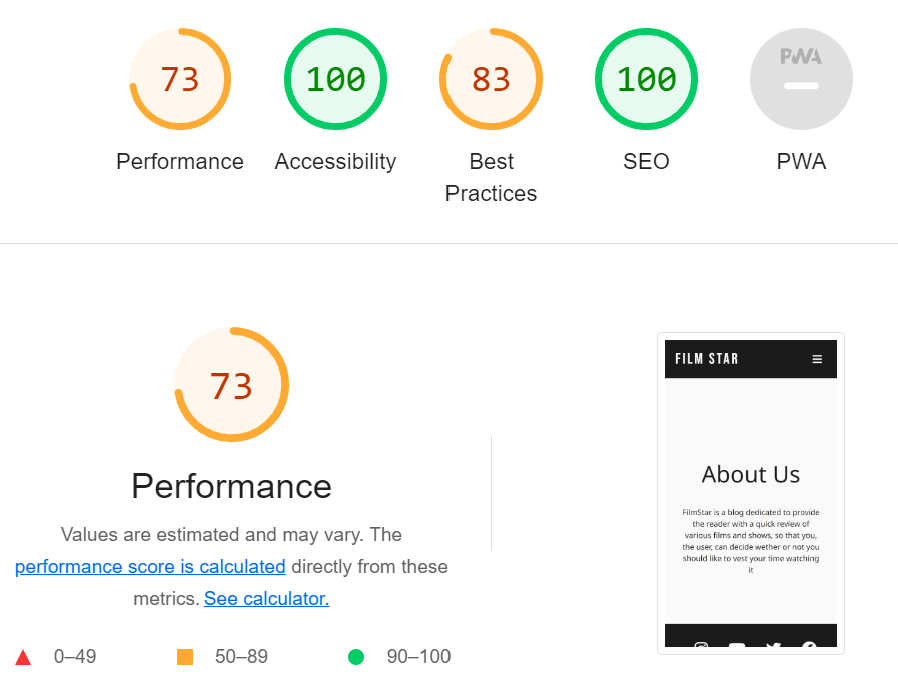 73
100
83
100
PWA
Performance
Accessibility
Best
Practices
SEO
PWA
73
Performance
Values are estimated and may vary. The
performance score is calculated directly from these
metrics. See calculator.
0–49
50–89
90–100
FILM STAR
About Us
FilmStar is a blog dedicated to provide
the reader with a quick review of
various films and shows, so that you,
the user, can decide wether or not you
should like to vest your time watching
it